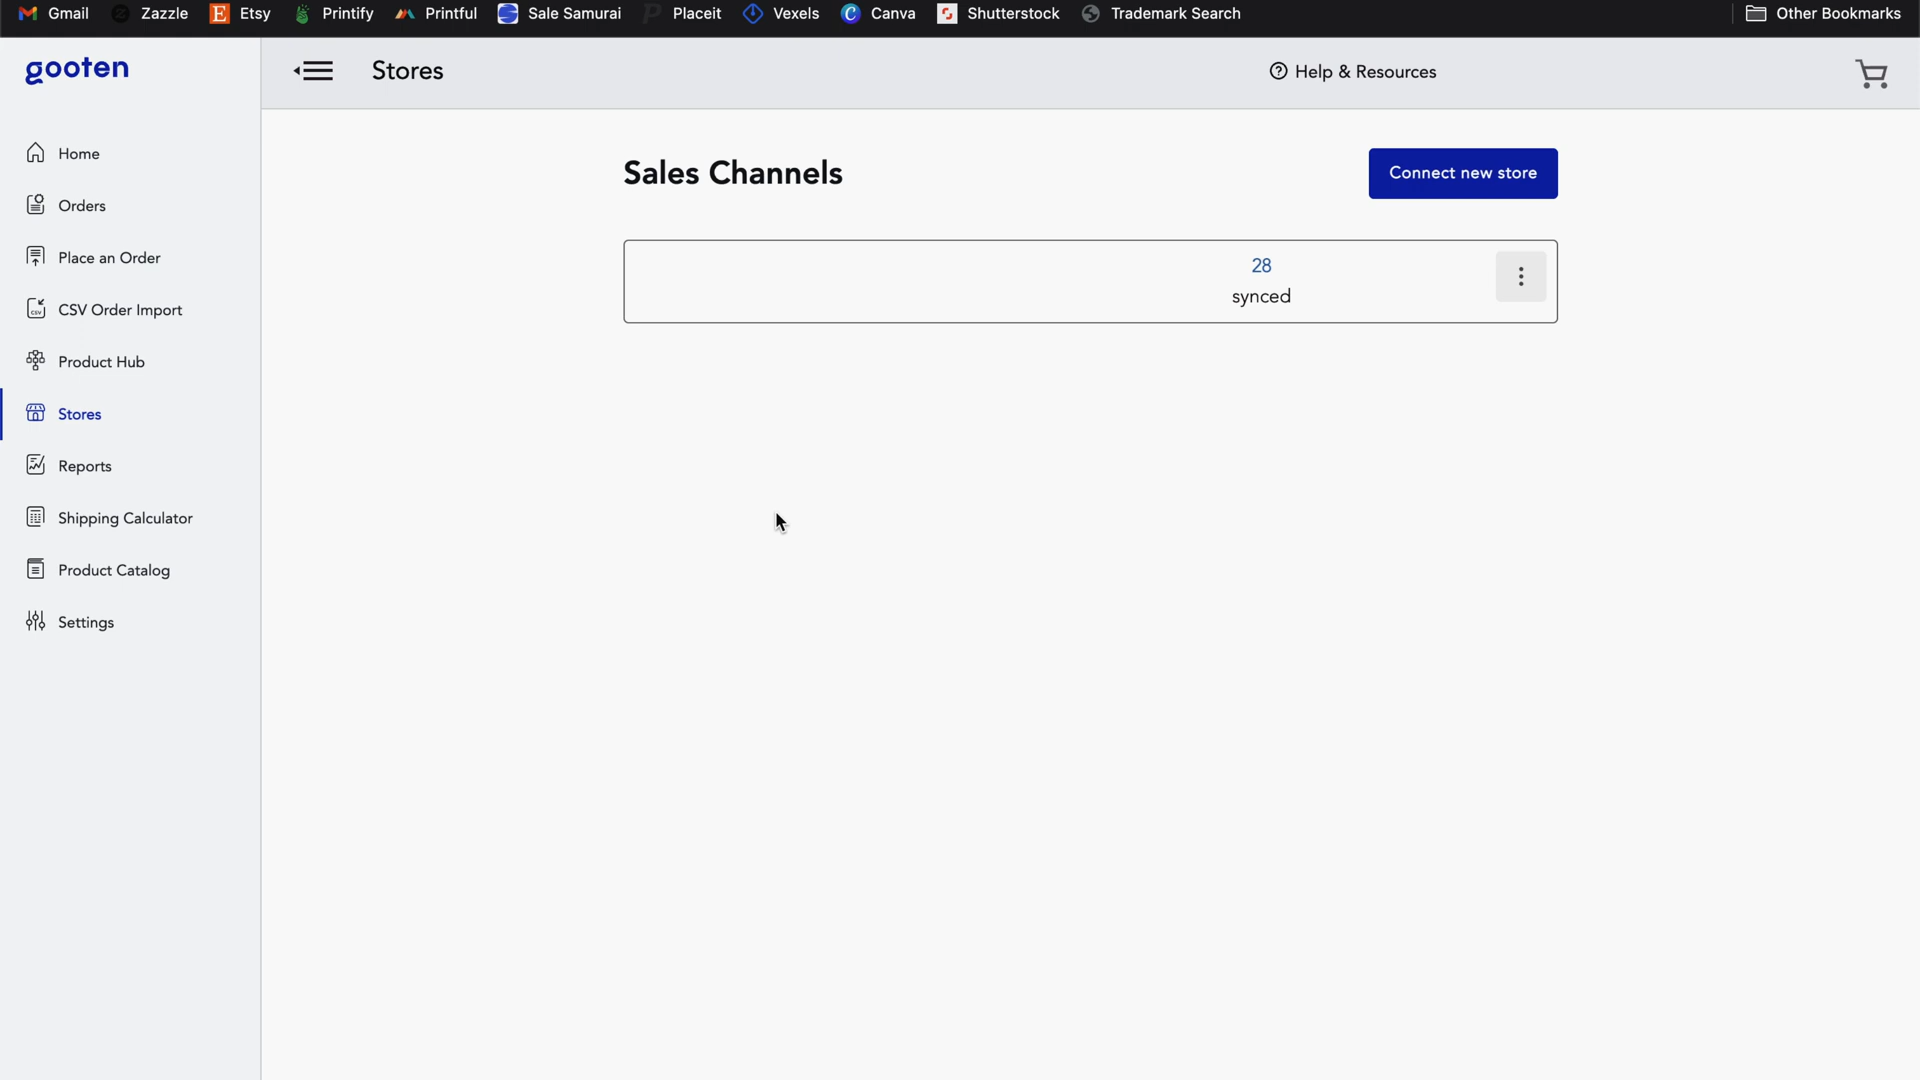 Gmail Zazzle Etsy Printify Printful Sale Samurai Placeit Vexels Canva Shutterstock Trademark Search Other Bookmarks
gooten
Stores
Help & Resources
Home
Orders
Place an Order
CSV Order Import
Product Hub
Stores
Reports
Shipping Calculator
Product Catalog
Settings
Sales Channels
Connect new store
28
synced